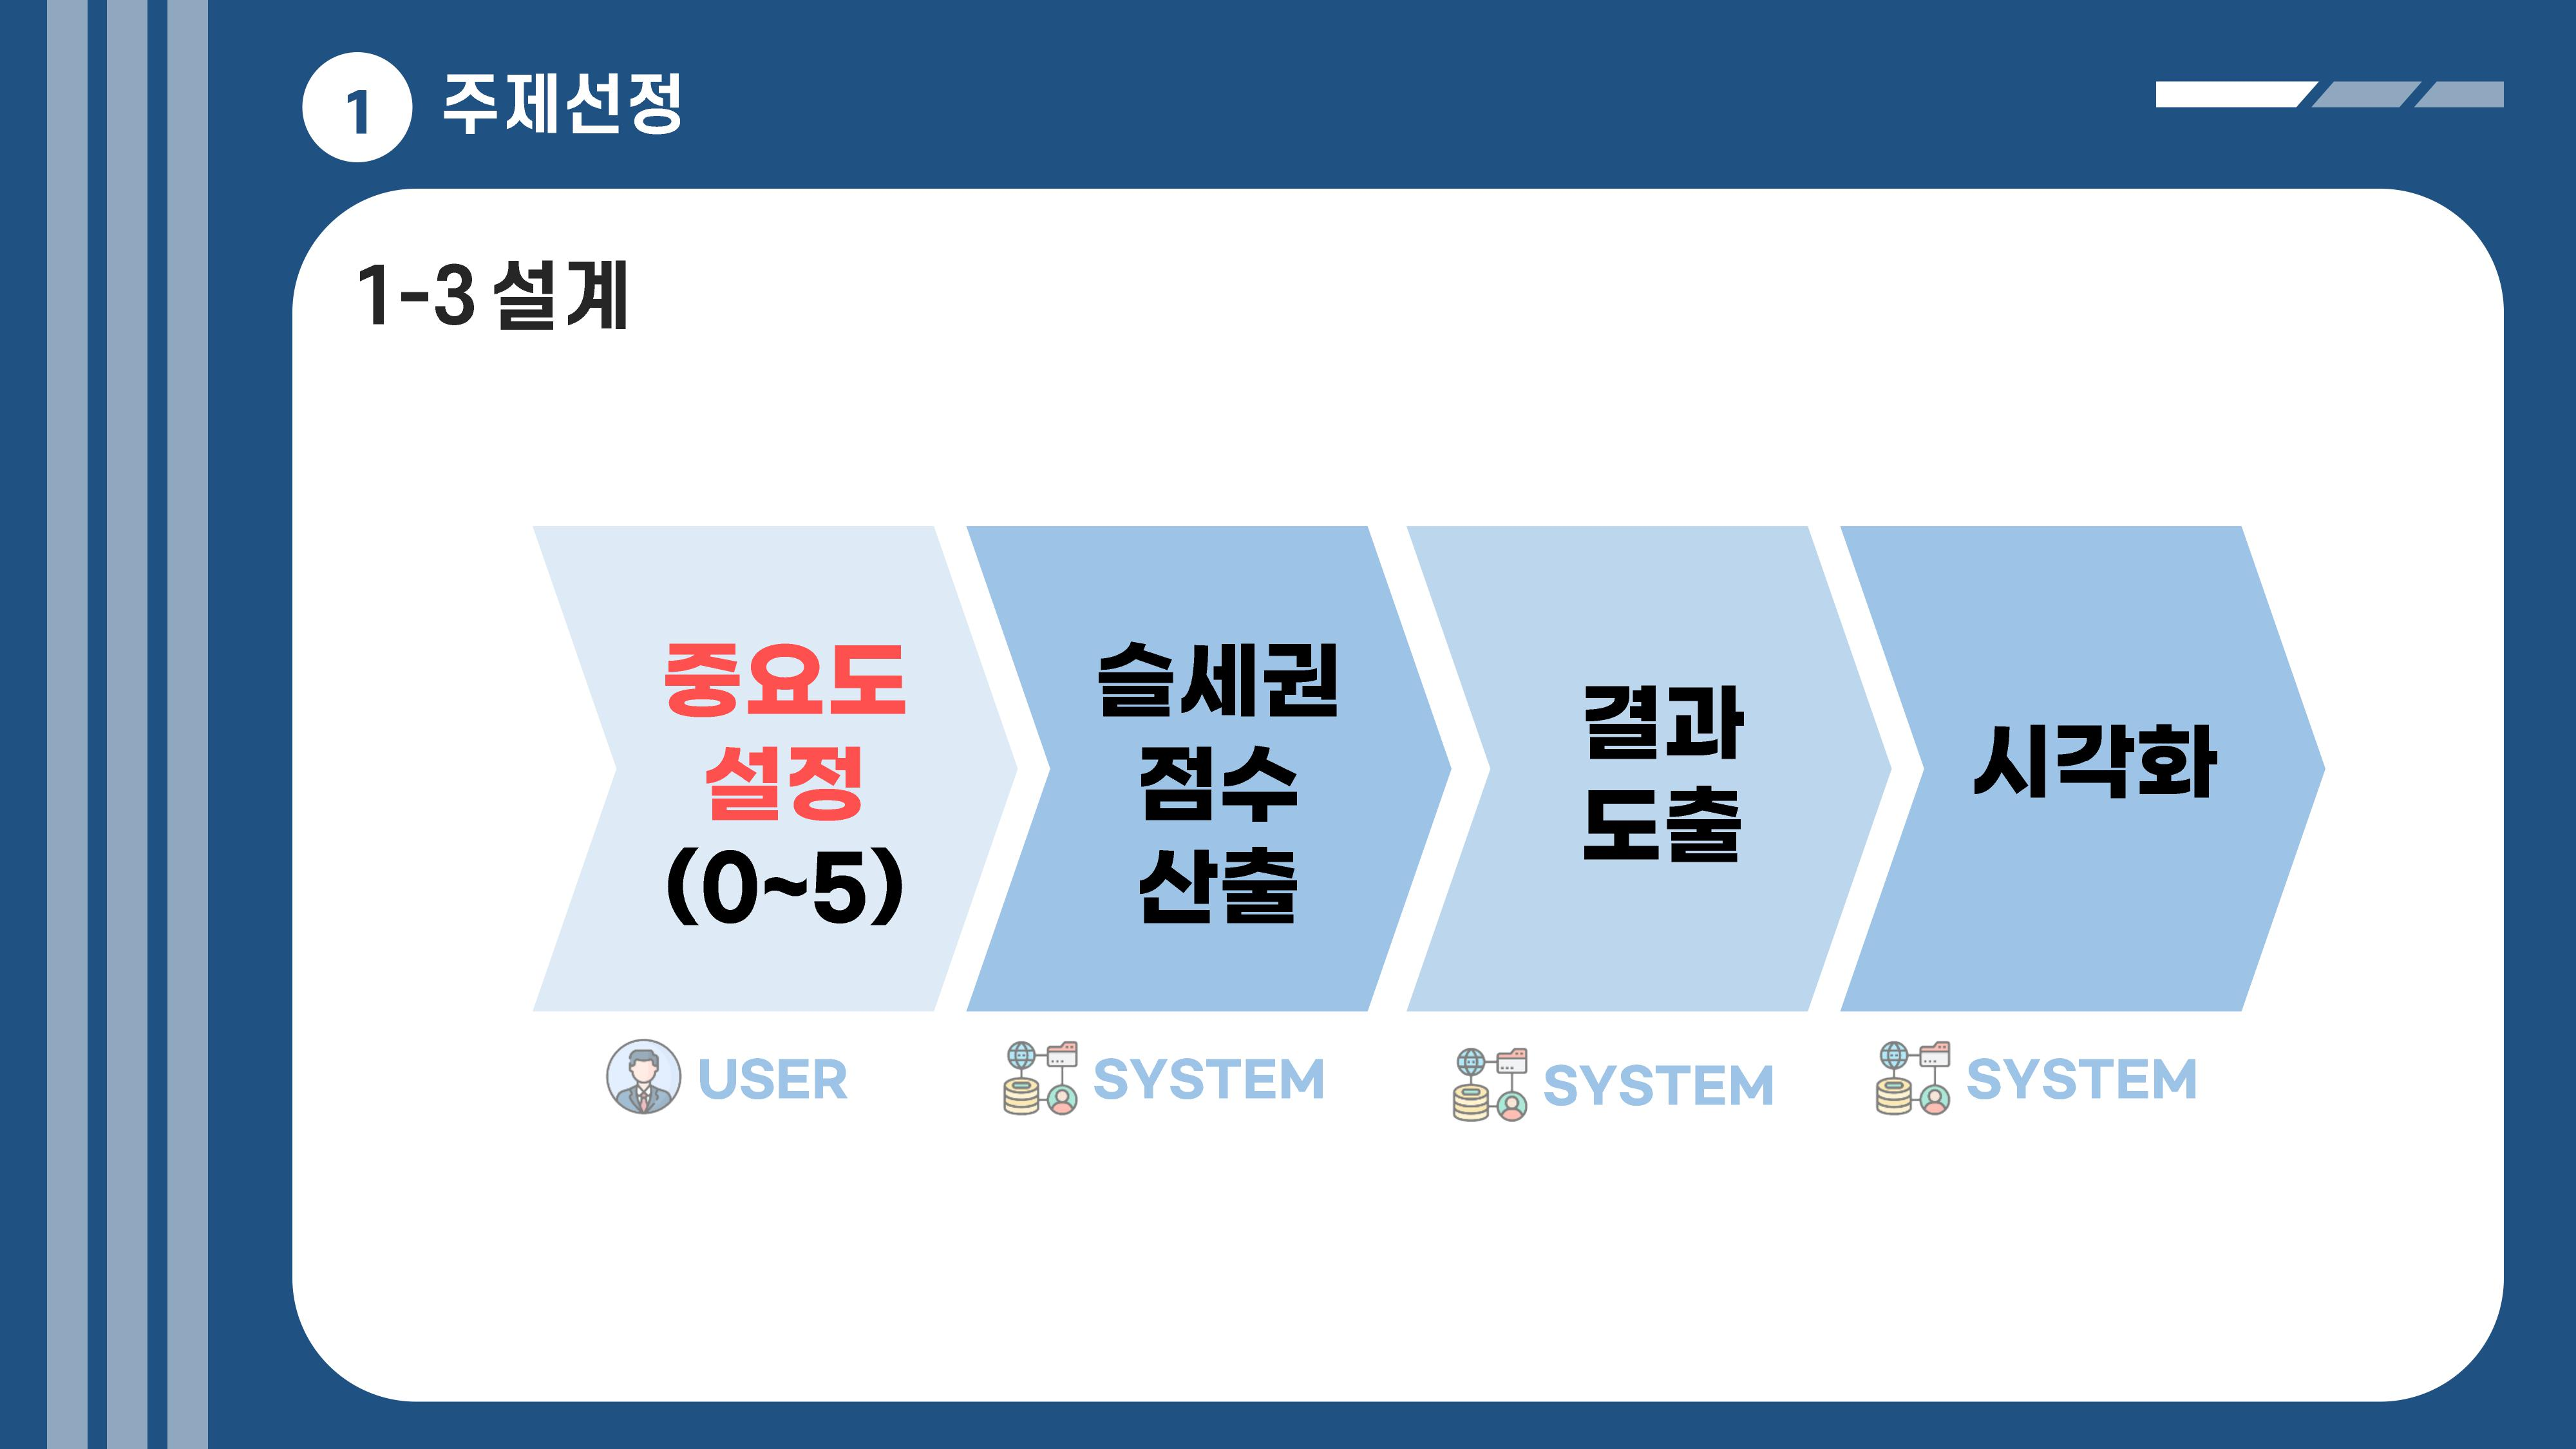 1
주제선정
1-3 설계
중요도
설정
(0~5)
슬세권
점수
산출
결과
도출
시각화
USER
SYSTEM
SYSTEM
SYSTEM